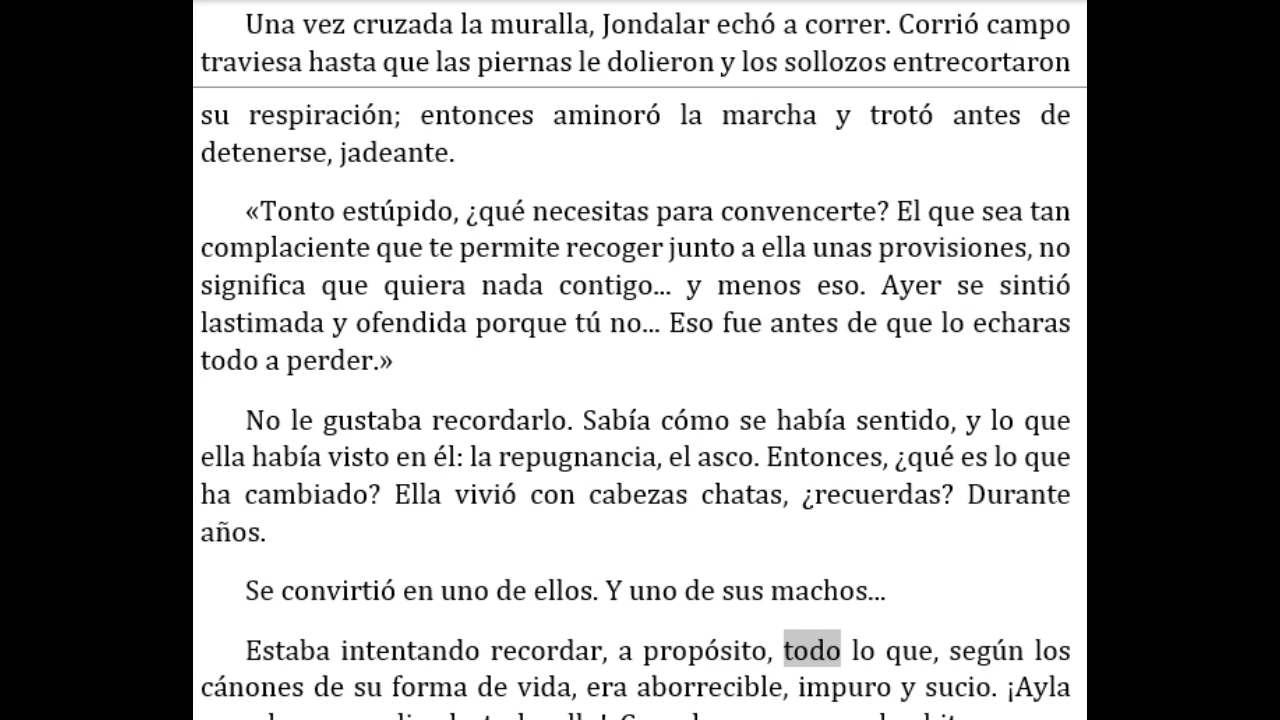 Una vez cruzada la muralla, Jondalar echó a correr. Corrió campo
traviesa hasta que las piernas le dolieron y los sollozos entrecortaron
su respiración; entonces aminoró la marcha y trotó antes de
detenerse, jadeante.
«Tonto estúpido, ¿qué necesitas para convencerte? El que sea tan
complaciente que te permite recoger junto a ella unas provisiones, no
significa que quiera nada contigo... y menos eso. Ayer se sintió
lastimada y ofendida porque tú no... Eso fue antes de que lo echaras
todo a perder.»
No le gustaba recordarlo. Sabía cómo se había sentido, y lo que
ella había visto en él: la repugnancia, el asco. Entonces, ¿qué es lo que
ha cambiado? Ella vivió con cabezas chatas, ¿recuerdas? Durante
años.
Se convirtió en uno de ellos. Y uno de sus machos...
Estaba intentando recordar, a propósito, todo lo que, según los
cánones de su forma de vida, era aborrecible, impuro y sucio. ¡Ayla